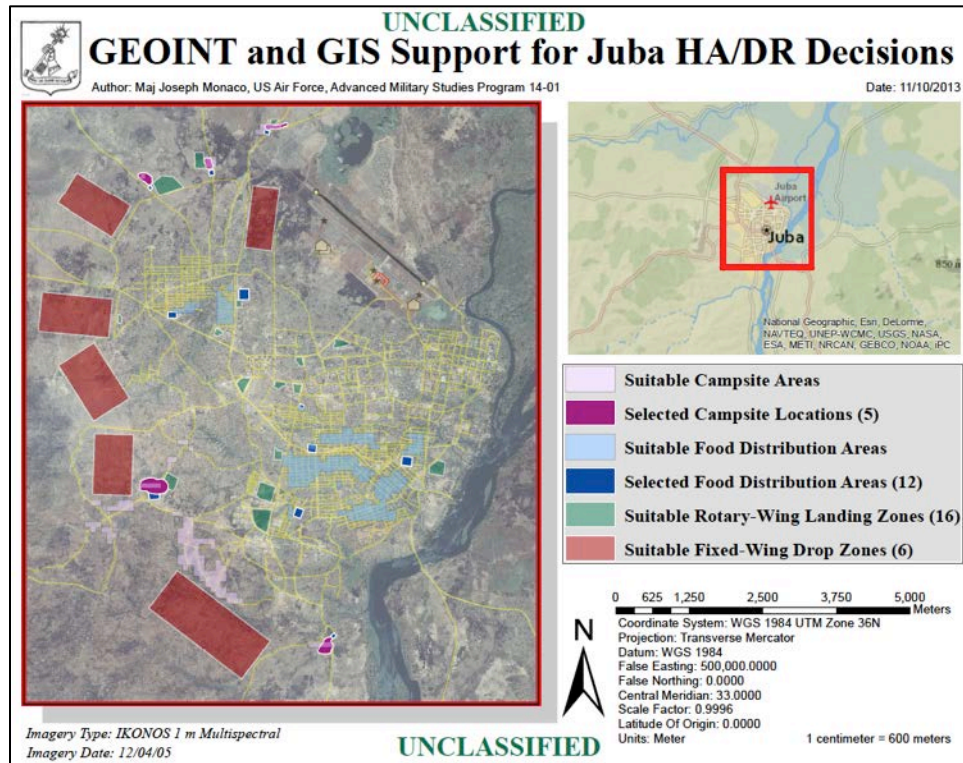 UNCLASSIFIED
GEOINT and GIS Support for Juba HA/DR Decisions
Author: Maj Joseph Monaco, US Air Force, Advanced Military Studies Program 14-01
Date: 11/10/2013
Juba
Airport
Juba
850 m
National Geographic, Esri, DeLorme,
NAVTEQ, UNEP-WCMC, USGS, NASA,
ESA, METI, NRCAN, GEBCO, NOAA, iPC
Suitable Campsite Areas
Selected Campsite Locations (5)
Suitable Food Distribution Areas
Selected Food Distribution Areas (12)
Suitable Rotary-Wing Landing Zones (16)
Suitable Fixed-Wing Drop Zones (6)
0 625 1,250 2,500 3,750 5,000
Meters
N
Coordinate System: WGS 1984 UTM Zone 36N
Projection: Transverse Mercator
Datum: WGS 1984
False Easting: 500,000.0000
False Northing: 0.0000
Central Meridian: 33.0000
Scale Factor: 0.9996
Latitude Of Origin: 0.0000
Units: Meter
1 centimeter = 600 meters
Imagery Type: IKONOS 1 m Multispectral
Imagery Date: 12/04/05
UNCLASSIFIED